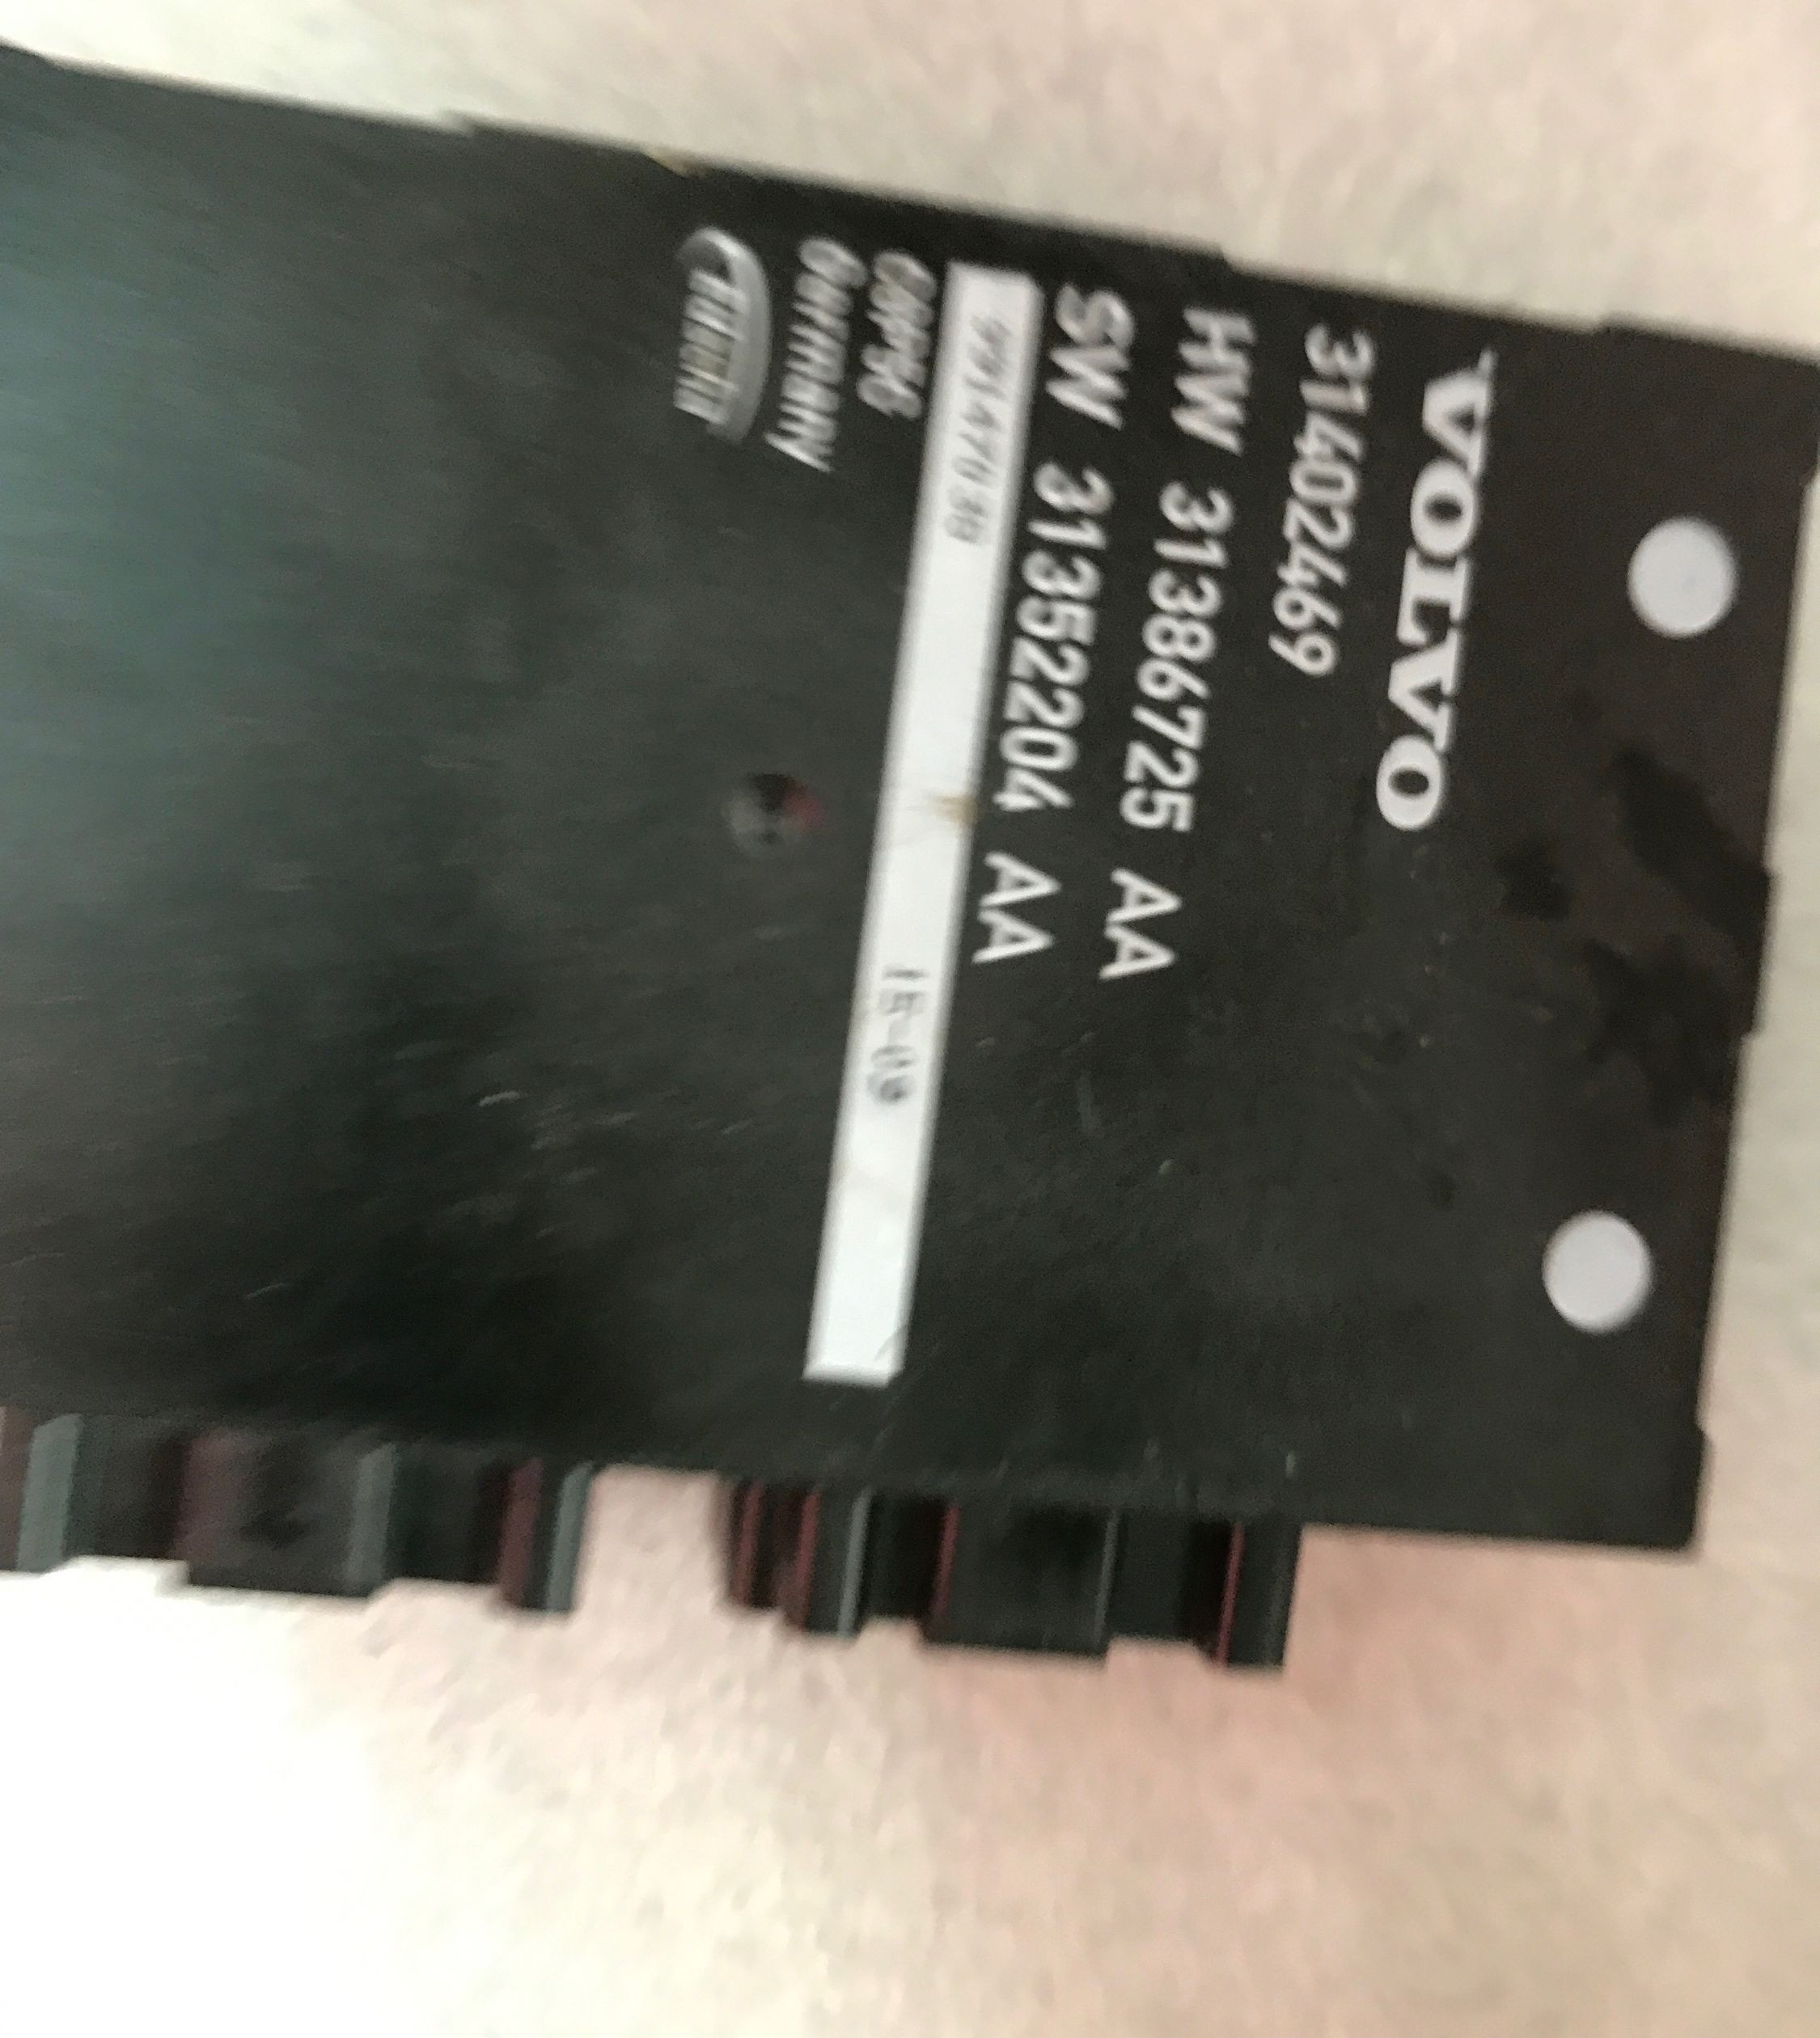 VOLVO
31402469
HW 31386725 AA
SW 31352204 AA
Germany